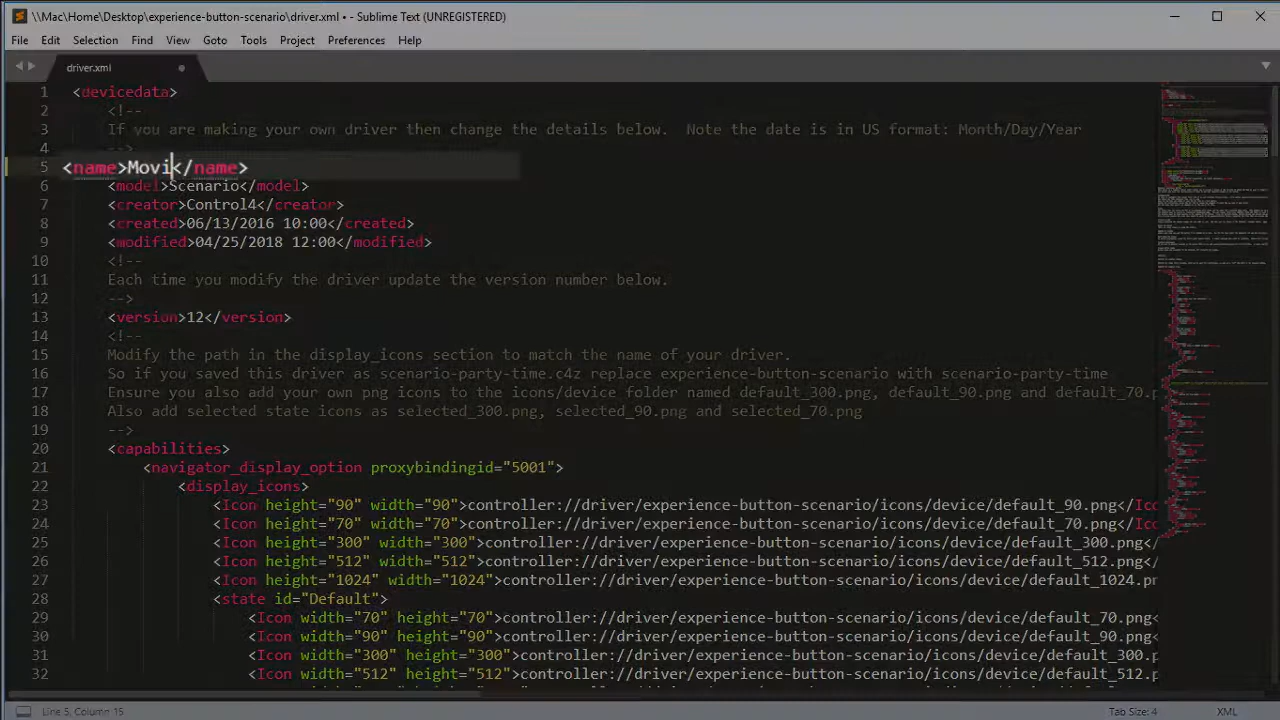 \\Mac\Home\Desktop\experience-button-scenario\driver.xml • - Sublime Text (UNREGISTERED)
File Edit Selection Find View Goto Tools Project Preferences Help
driver.xml
1 <devicedata>
2 <!--
3 If you are making your own driver then change the details below.  Note the date is in US format: Month/Day/Year
4 -->
5 <name>Movi</name>
6 <model>Scenario</model>
7 <creator>Control4</creator>
8 <created>06/13/2016 10:00</created>
9 <modified>04/25/2018 12:00</modified>
10 <!--
11 Each time you modify the driver update the version number below.
12 -->
13 <version>12</version>
14 <!--
15 Modify the path in the display_icons section to match the name of your driver.
16 So if you saved this driver as scenario-party-time.c4z replace experience-button-scenario with scenario-party-time
17 Ensure you also add your own png icons to the icons/device folder named default_300.png, default_90.png and default_70.p
18 Also add selected state icons as selected_300.png, selected_90.png and selected_70.png
19 -->
20 <capabilities>
21 <navigator_display_option proxybindingid="5001">
22 <display_icons>
23 <Icon height="90" width="90">controller://driver/experience-button-scenario/icons/device/default_90.png</Ico
24 <Icon height="70" width="70">controller://driver/experience-button-scenario/icons/device/default_70.png</Ico
25 <Icon height="300" width="300">controller://driver/experience-button-scenario/icons/device/default_300.png</
26 <Icon height="512" width="512">controller://driver/experience-button-scenario/icons/device/default_512.png</
27 <Icon height="1024" width="1024">controller://driver/experience-button-scenario/icons/device/default_1024.pn
28 <state id="Default">
29 <Icon width="70" height="70">controller://driver/experience-button-scenario/icons/device/default_70.png<
30 <Icon width="90" height="90">controller://driver/experience-button-scenario/icons/device/default_90.png<
31 <Icon width="300" height="300">controller://driver/experience-button-scenario/icons/device/default_300.p
32 <Icon width="512" height="512">controller://driver/experience-button-scenario/icons/device/default_512.p
Line 5, Column 15 Tab Size: 4 XML